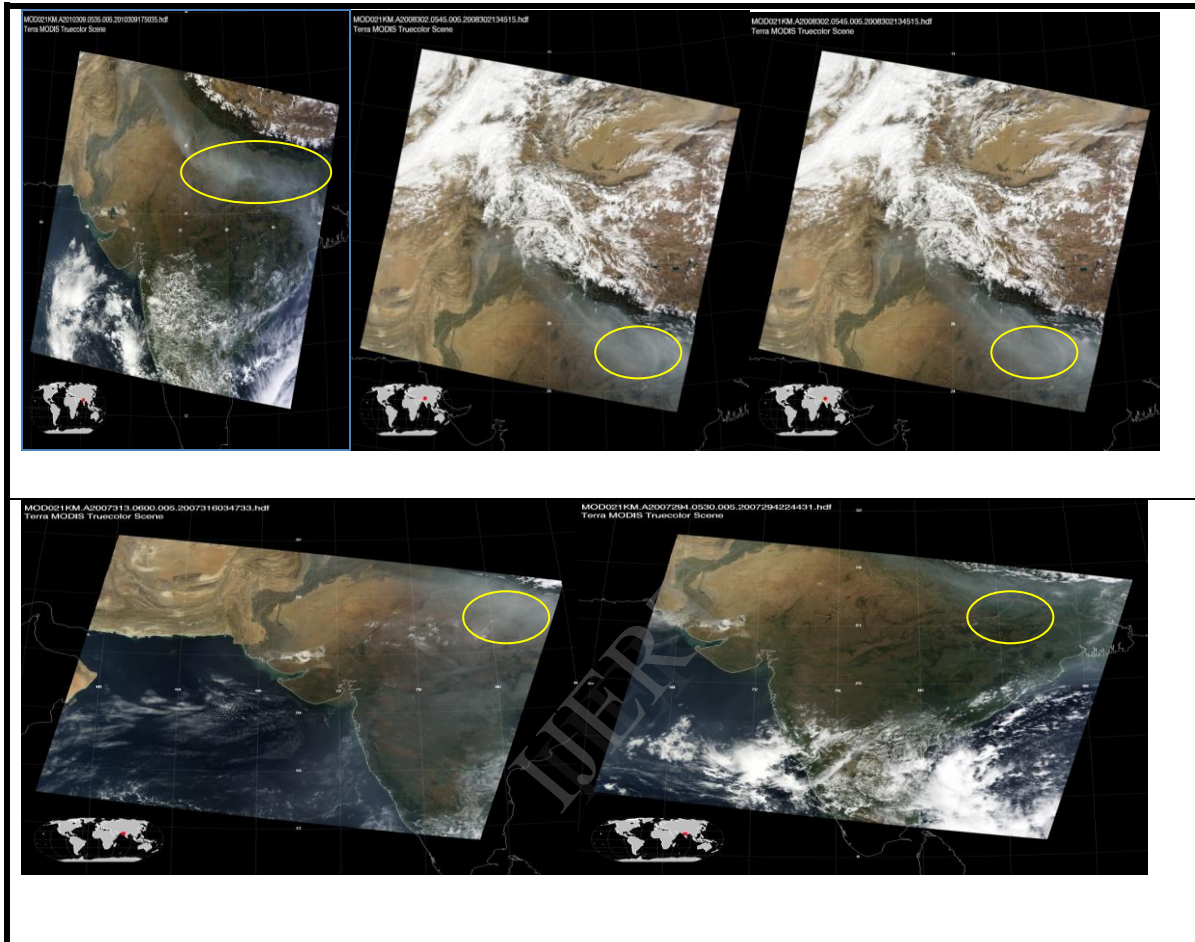 MOD021KM.A2010309.0535.005.2010309175035.hdf
Terra MODIS Truecolor Scene
MOD021KM.A2008302.0545.005.2008302134515.hdf
Terra MODIS Truecolor Scene
MOD021KM.A2008302.0545.005.2008302134515.hdf
Terra MODIS Truecolor Scene
MOD021KM.A2007313.0600.005.2007316034733.hdf
Terra MODIS Truecolor Scene
MOD021KM.A2007294.0530.005.2007294224431.hdf
Terra MODIS Truecolor Scene
IJERT